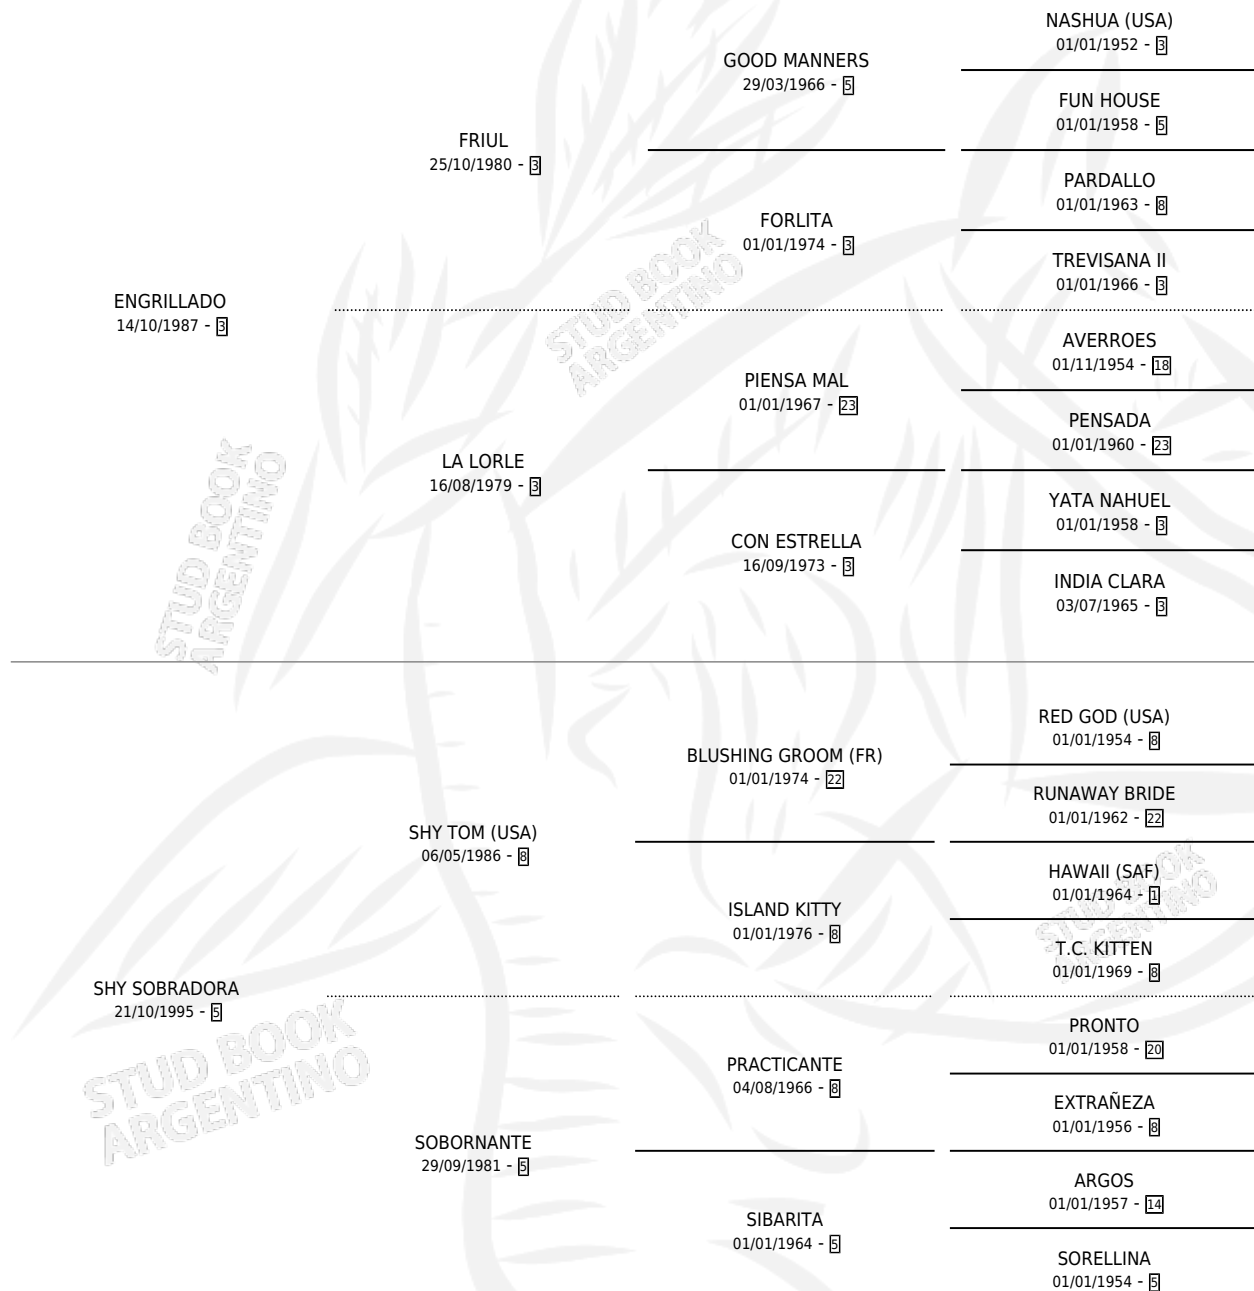 NASHUA (USA)
01/01/1952 - 3
GOOD MANNERS
29/03/1966 - 5
FUN HOUSE
01/01/1958 - 5
FRIUL
25/10/1980 - 3
PARDALLO
01/01/1963 - 8
FORLITA
01/01/1974 - 3
TREVISANA II
01/01/1966 - 3
ENGRILLADO
14/10/1987 - 3
STUD BOOK
ARGENTINO
AVERROES
01/11/1954 - 18
PIENSA MAL
01/01/1967 - 23
PENSADA
01/01/1960 - 23
LA LORLE
16/08/1979 - 3
YATA NAHUEL
01/01/1958 - 3
CON ESTRELLA
16/09/1973 - 3
INDIA CLARA
03/07/1965 - 3
STUD BOOK
ARGENTINO
RED GOD (USA)
01/01/1954 - 8
BLUSHING GROOM (FR)
01/01/1974 - 22
RUNAWAY BRIDE
01/01/1962 - 22
SHY TOM (USA)
06/05/1986 - 8
HAWAII (SAF)
01/01/1964 - 1
ISLAND KITTY
01/01/1976 - 8
STUD BOOK
ARGENTINO
T.C. KITTEN
01/01/1969 - 8
SHY SOBRADORA
21/10/1995 - 5
STUD BOOK
ARGENTINO
PRONTO
01/01/1958 - 20
PRACTICANTE
04/08/1966 - 8
EXTRAÑEZA
01/01/1956 - 8
SOBORNANTE
29/09/1981 - 5
ARGOS
01/01/1957 - 14
SIBARITA
01/01/1964 - 5
SORELLINA
01/01/1954 - 5